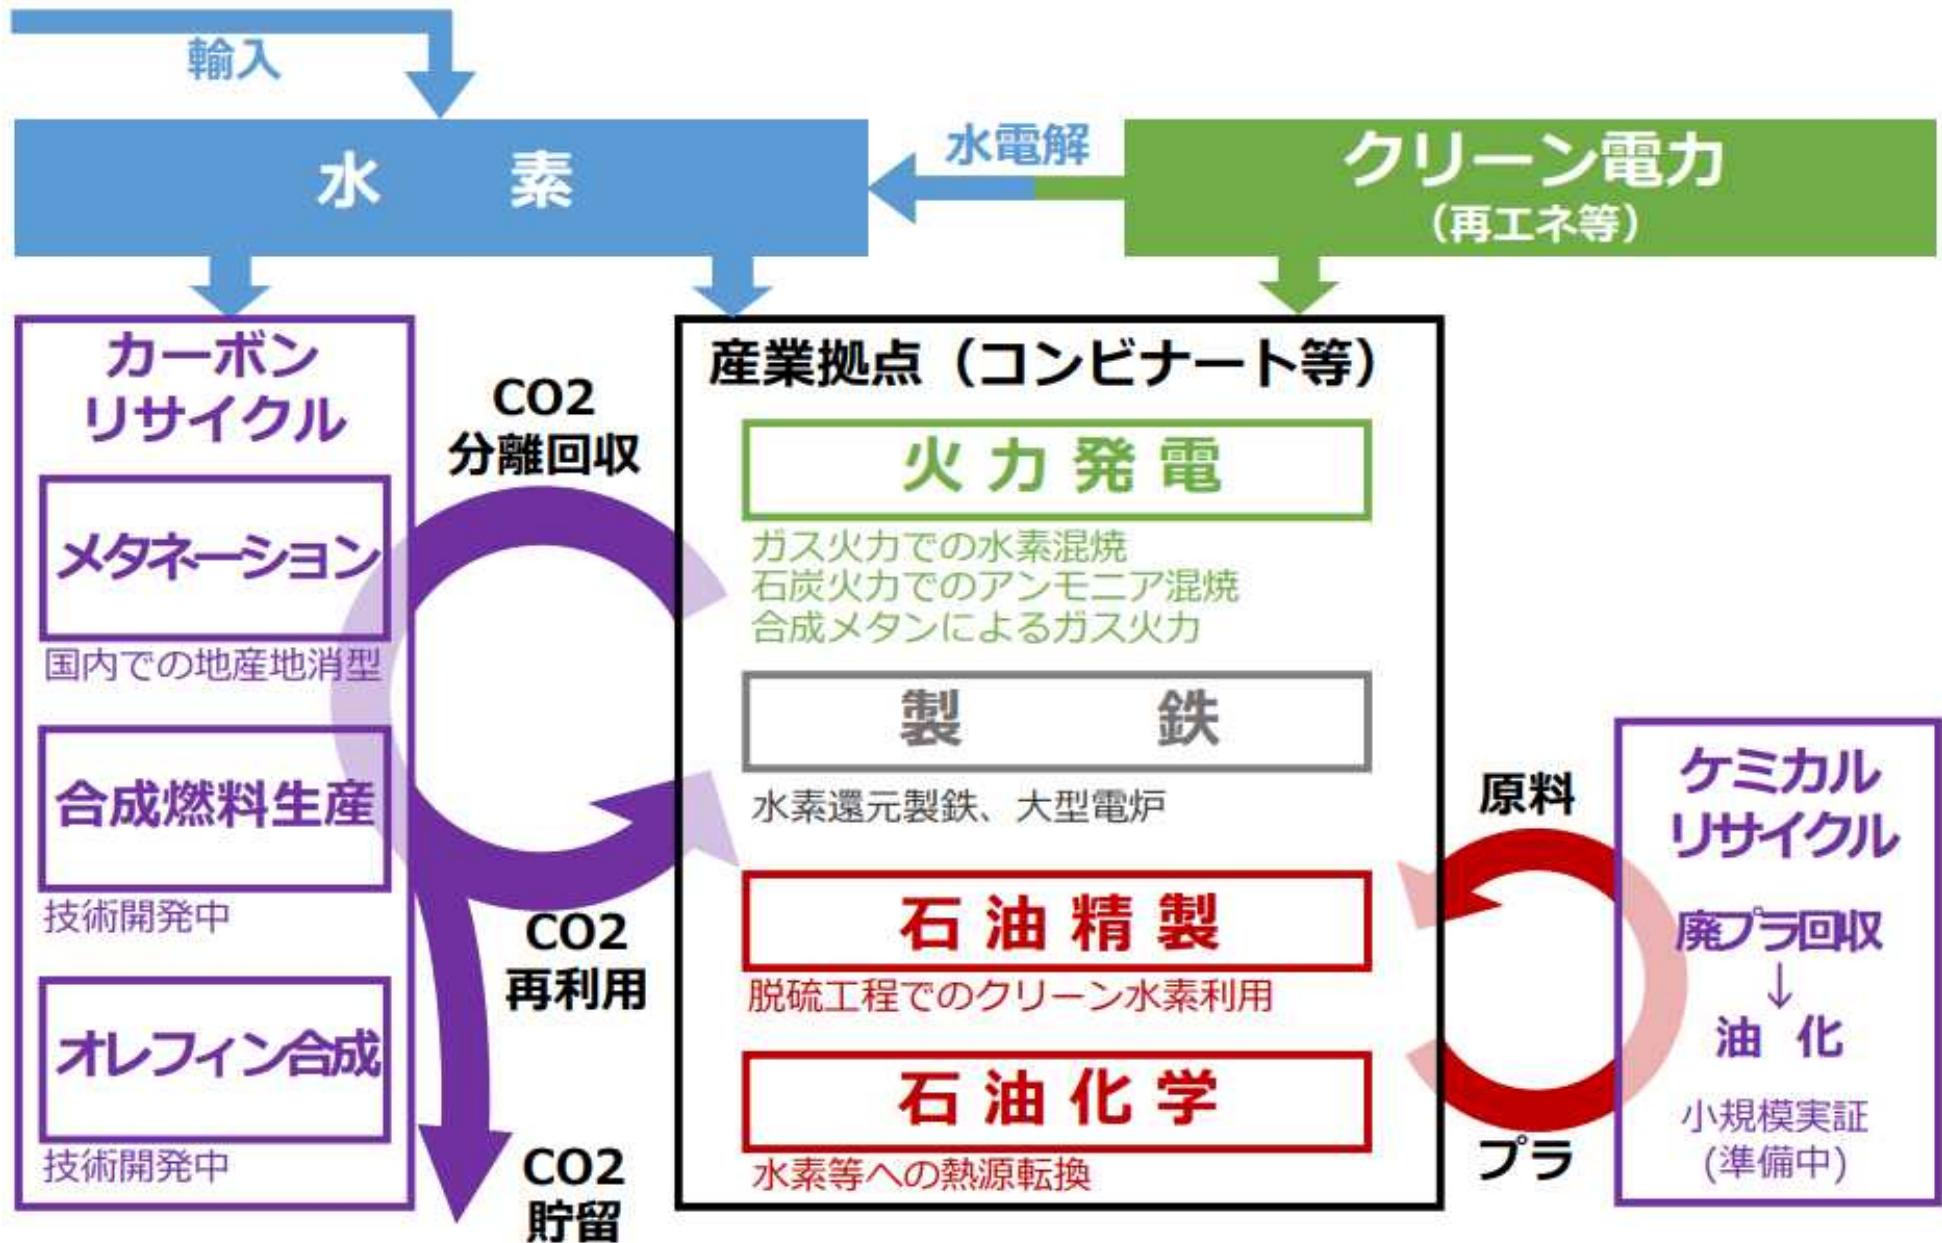 輸入
水素
水電解
クリーン電力
（再エネ等）
カーボン
リサイクル
メタネーション
国内での地産地消型
合成燃料生産
技術開発中
オレフィン合成
技術開発中
CO2
分離回収
CO2
再利用
CO2
貯留
産業拠点（コンビナート等）
火力発電
ガス火力での水素混焼
石炭火力でのアンモニア混焼
合成メタンによるガス火力
製鉄
水素還元製鉄、大型電炉
石油精製
脱硫工程でのクリーン水素利用
石油化学
水素等への熱源転換
原料
プラ
ケミカル
リサイクル
廃プラ回収
↓
油化
小規模実証
(準備中)